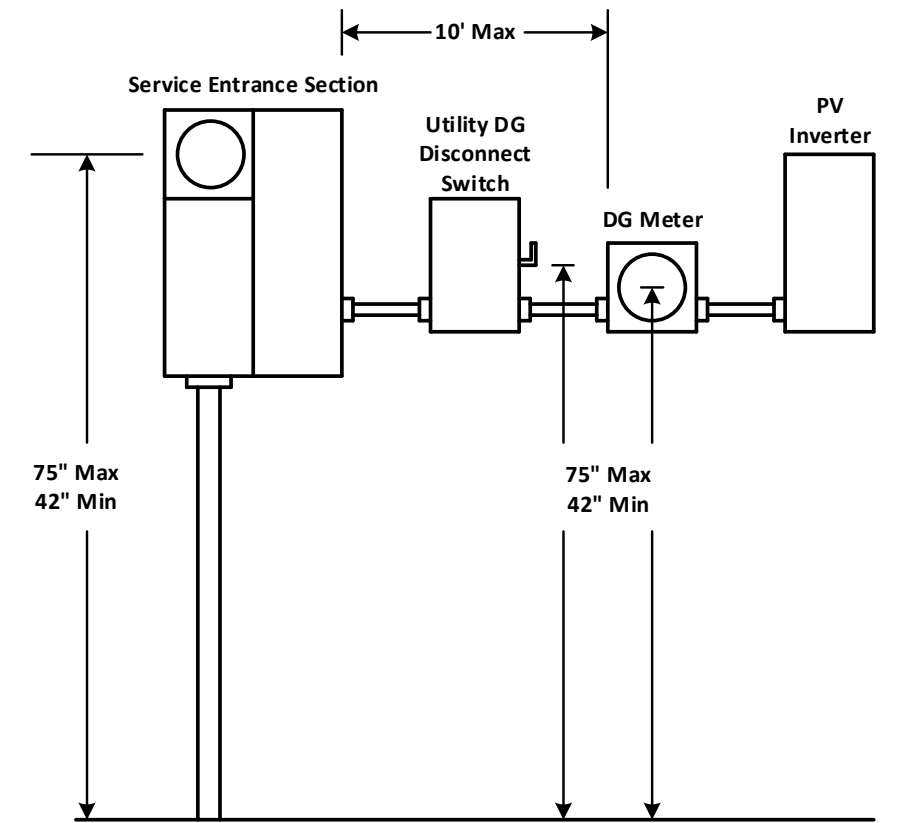 10' Max
Service Entrance Section
Utility DG
Disconnect
Switch
PV
Inverter
DG Meter
75" Max
42" Min
75" Max
42" Min